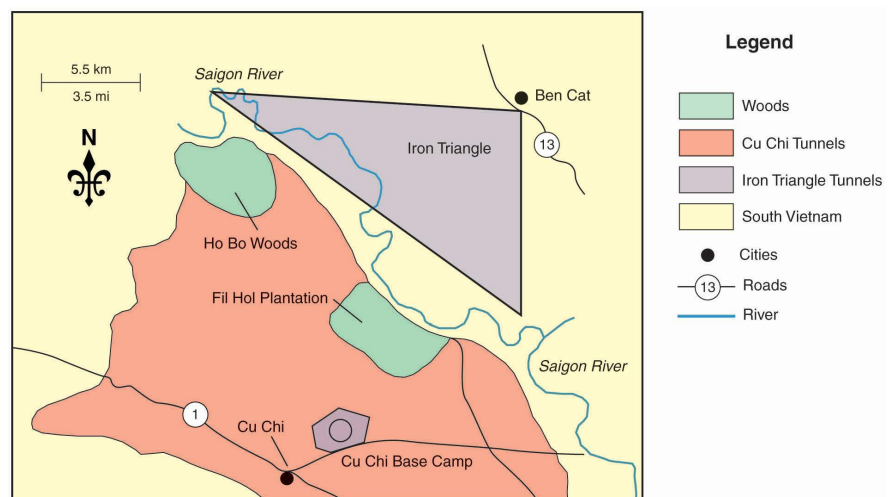 5.5 km
3.5 mi
Saigon River
N
Ben Cat
13
Iron Triangle
Ho Bo Woods
Fil Hol Plantation
Saigon River
1
Cu Chi
Cu Chi Base Camp
Legend
Woods
Cu Chi Tunnels
Iron Triangle Tunnels
South Vietnam
Cities
13 Roads
River